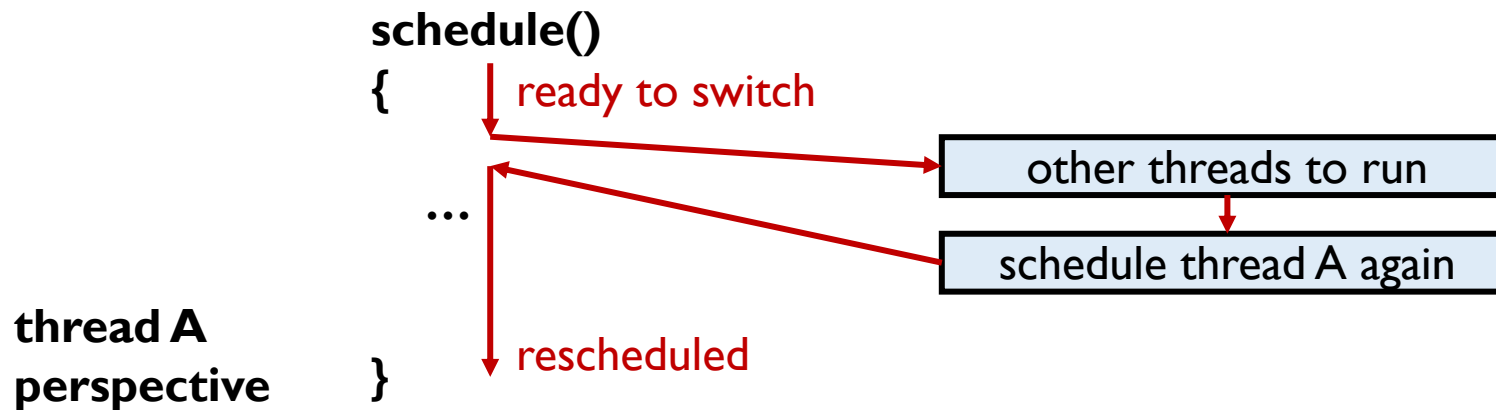 schedule()
{
ready to switch
other threads to run
...
schedule thread A again
thread A
perspective
rescheduled
}